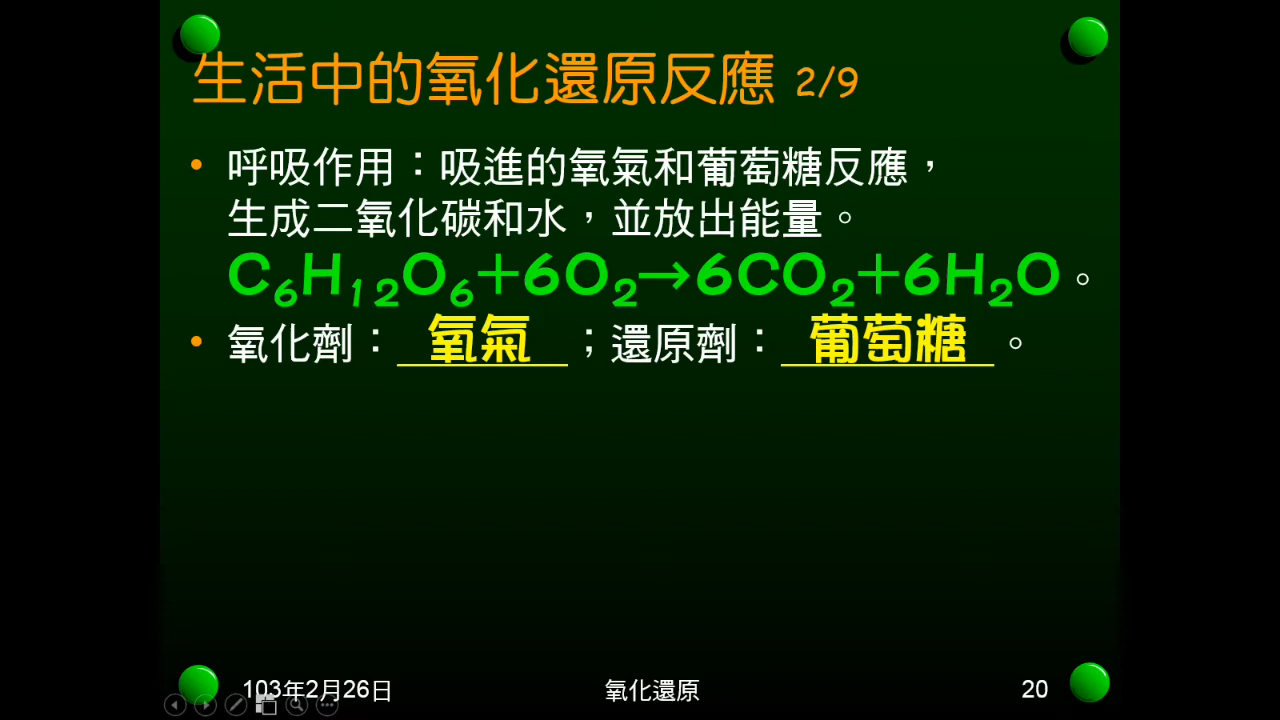 生活中的氧化還原反應 2/9
• 呼吸作用：吸進的氧氣和葡萄糖反應，
生成二氧化碳和水，並放出能量。
C₆H₁₂O₆+6O₂→6CO₂+6H₂O。
• 氧化劑：氧氣；還原劑：葡萄糖。
103年2月26日 氧化還原 20